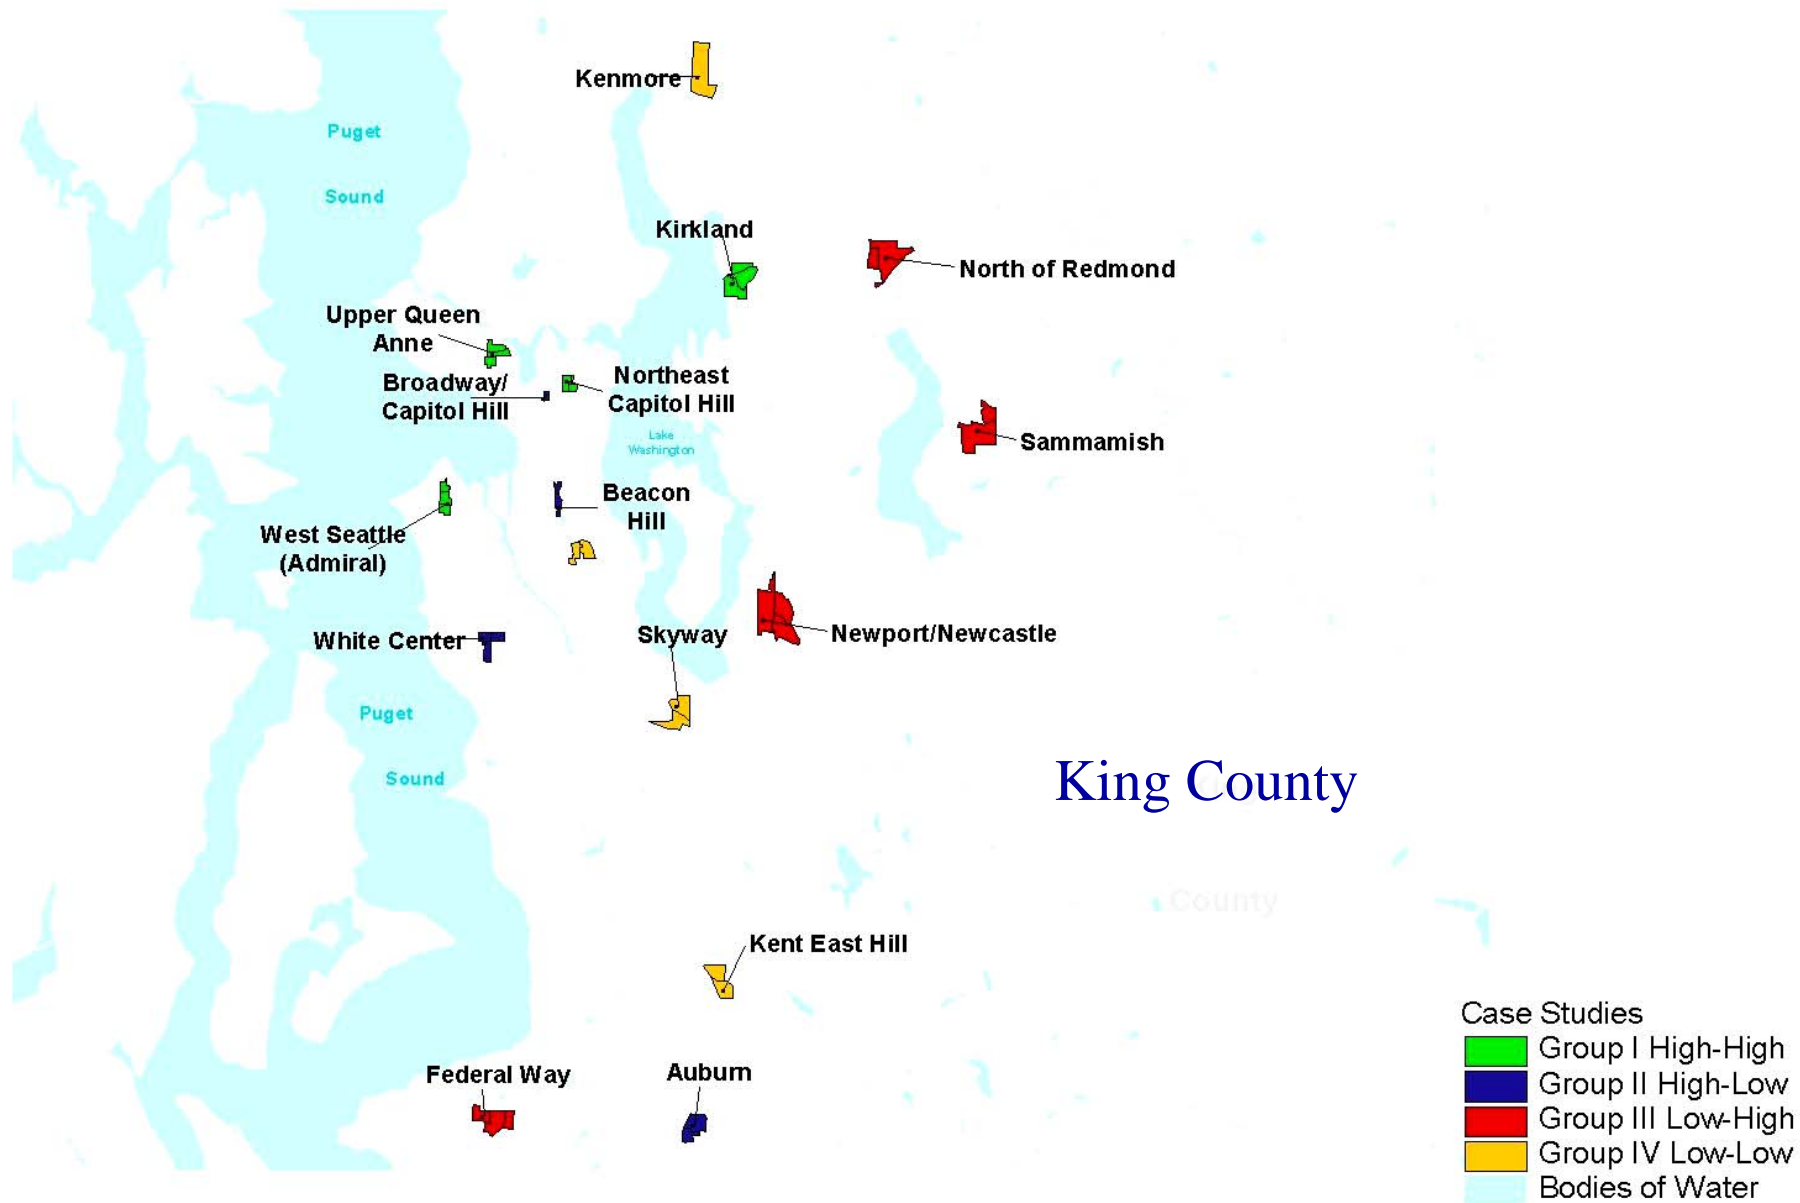 Kenmore
Puget
Sound
Kirkland
North of Redmond
Upper Queen
Anne
Broadway/
Capitol Hill
Northeast
Capitol Hill
Lake
Washington
Sammamish
Beacon
Hill
West Seattle
(Admiral)
White Center
Skyway
Newport/Newcastle
Puget
Sound
King County
County
Kent East Hill
Federal Way
Auburn
Case Studies
Group I High-High
Group II High-Low
Group III Low-High
Group IV Low-Low
Bodies of Water